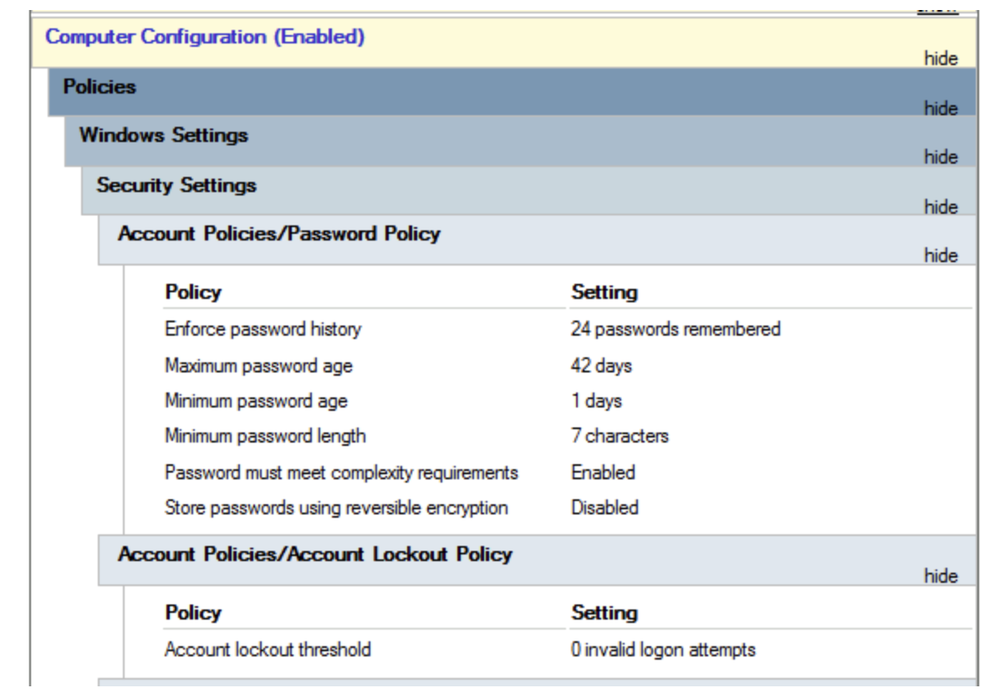 Computer Configuration (Enabled)
hide
Policies
hide
Windows Settings
hide
Security Settings
hide
Account Policies/Password Policy
hide
Policy Setting
Enforce password history 24 passwords remembered
Maximum password age 42 days
Minimum password age 1 days
Minimum password length 7 characters
Password must meet complexity requirements Enabled
Store passwords using reversible encryption Disabled
Account Policies/Account Lockout Policy
hide
Policy Setting
Account lockout threshold 0 invalid logon attempts